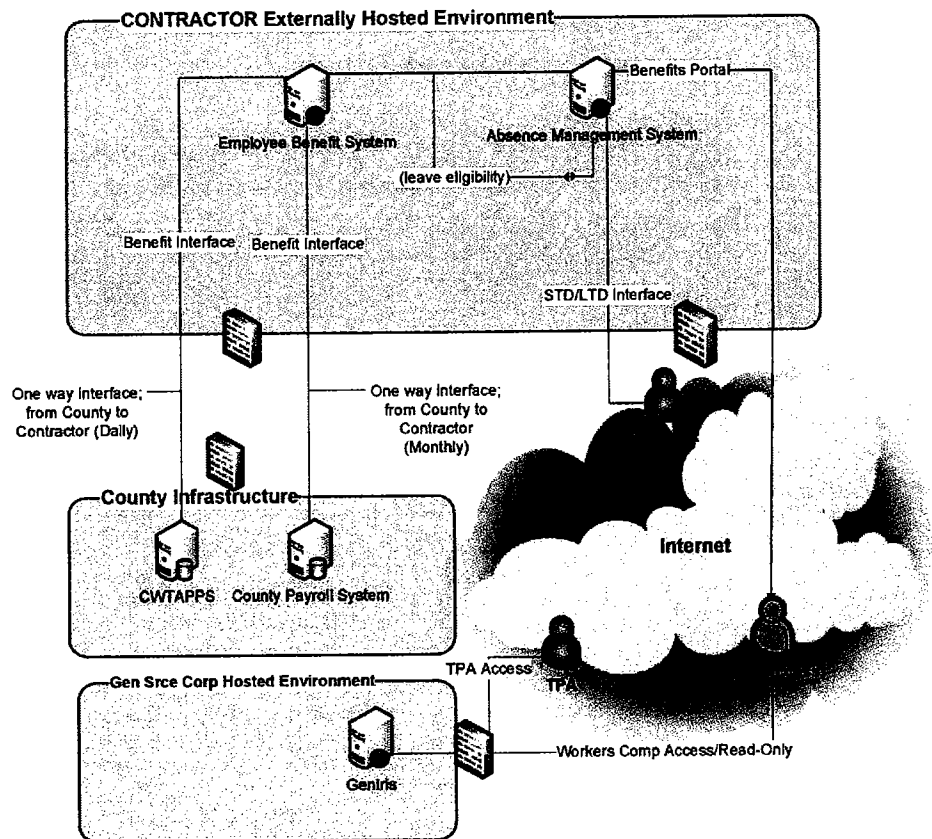 CONTRACTOR Externally Hosted Environment
Benefits Portal
Employee Benefit System
Absence Management System
(leave eligibility)
Benefit Interface
Benefit Interface
STD/LTD Interface
One way Interface;
from County to
Contractor (Daily)
One way Interface;
from County to
Contractor
(Monthly)
County Infrastructure
Internet
CWTAPPS
County Payroll System
TPA Access
TPA
Gen Srce Corp Hosted Environment
GenIris
Workers Comp Access/Read-Only